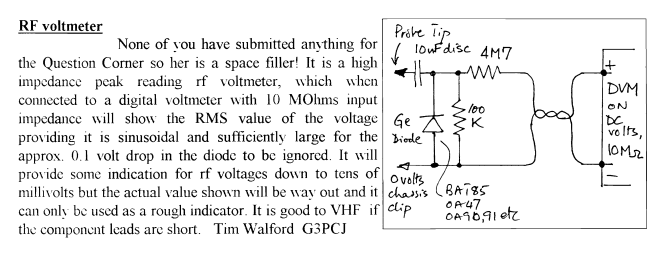 RF voltmeter
None of you have submitted anything for
the Question Corner so her is a space filler! It is a high
impedance peak reading rf voltmeter, which when
connected to a digital voltmeter with 10 MOhms input
impedance will show the RMS value of the voltage
providing it is sinusoidal and sufficiently large for the
approx. 0.1 volt drop in the diode to be ignored. It will
provide some indication for rf voltages down to tens of
millivolts but the actual value shown will be way out and it
can only be used as a rough indicator. It is good to VHF if
the component leads are short. Tim Walford G3PCJ
Probe Tip
10nF disc
4M7
+
DVM
ON
DC
volts,
10MΩ
-
100
K
Ge
Diode
0 volts
chassis
clip
BAT85
OA47
OA90,91 etc